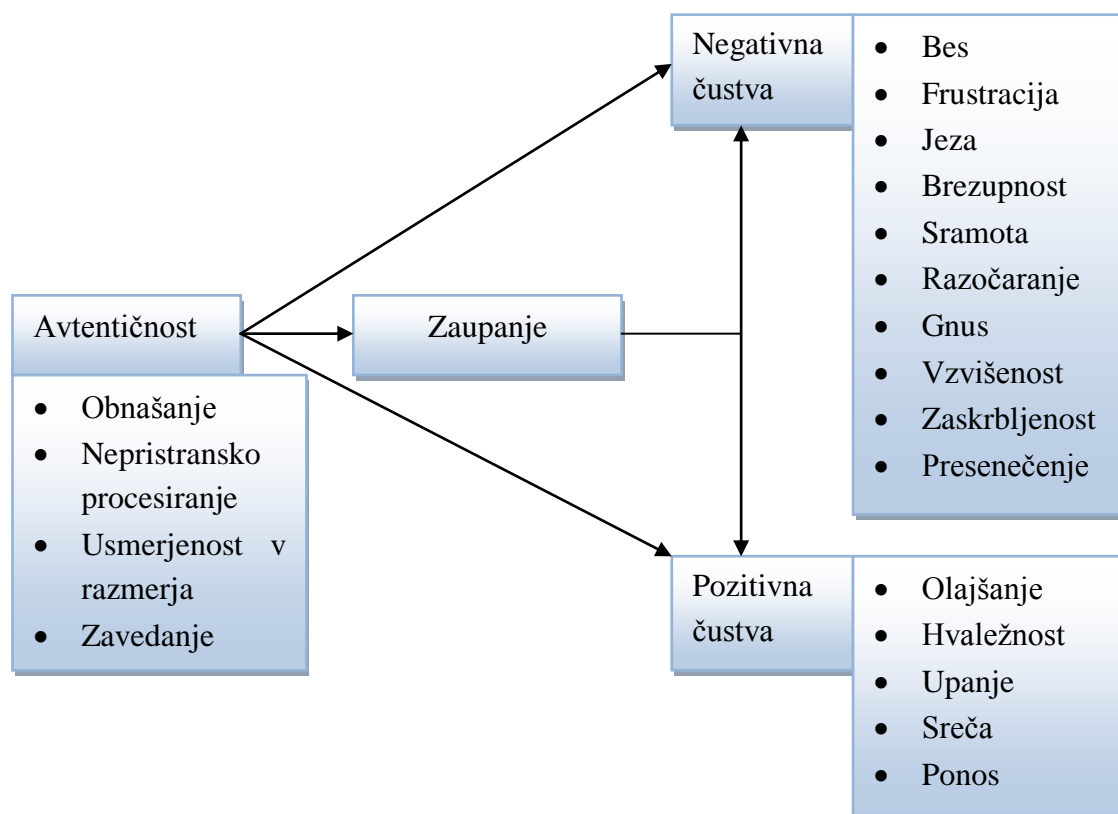 Negativna
čustva
• Bes
• Frustracija
• Jeza
• Brezupnost
• Sramota
• Razočaranje
• Gnus
• Vzvišenost
• Zaskrbljenost
• Presenečenje
Avtentičnost
Zaupanje
• Obnašanje
• Nepristransko
procesiranje
• Usmerjenost v
razmerja
• Zavedanje
Pozitivna
čustva
• Olajšanje
• Hvaležnost
• Upanje
• Sreča
• Ponos